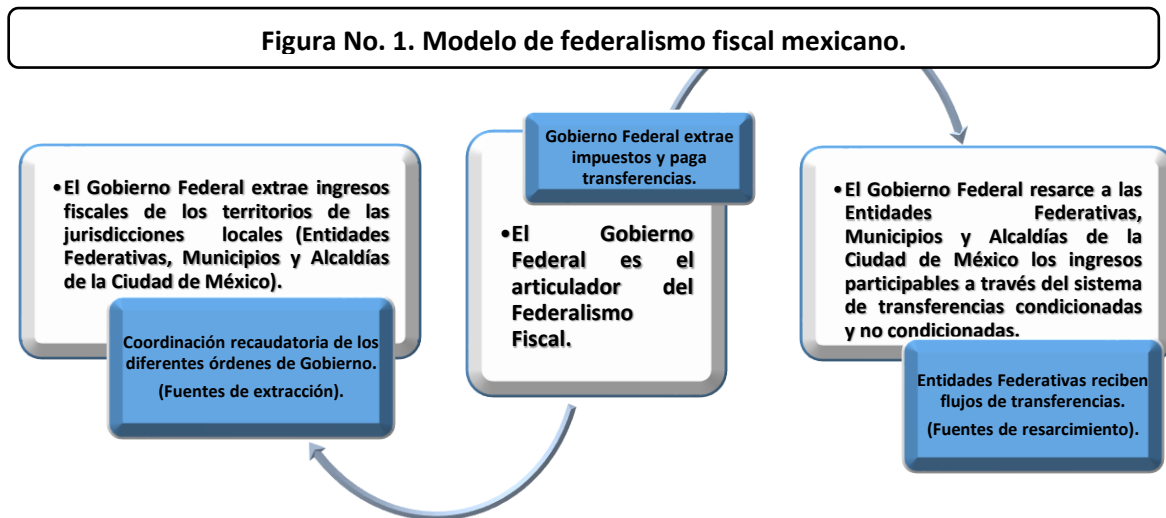 Figura No. 1. Modelo de federalismo fiscal mexicano.
•El Gobierno Federal extrae ingresos
fiscales de los territorios de las
jurisdicciones locales (Entidades
Federativas, Municipios y Alcaldías
de la Ciudad de México).
Coordinación recaudatoria de los
diferentes órdenes de Gobierno.
(Fuentes de extracción).
Gobierno Federal extrae
impuestos y paga
transferencias.
•El Gobierno
Federal es el
articulador del
Federalismo
Fiscal.
•El Gobierno Federal resarce a las
Entidades Federativas,
Municipios y Alcaldías de la
Ciudad de México los ingresos
participables a través del sistema
de transferencias condicionadas
y no condicionadas.
Entidades Federativas reciben
flujos de transferencias.
(Fuentes de resarcimiento).